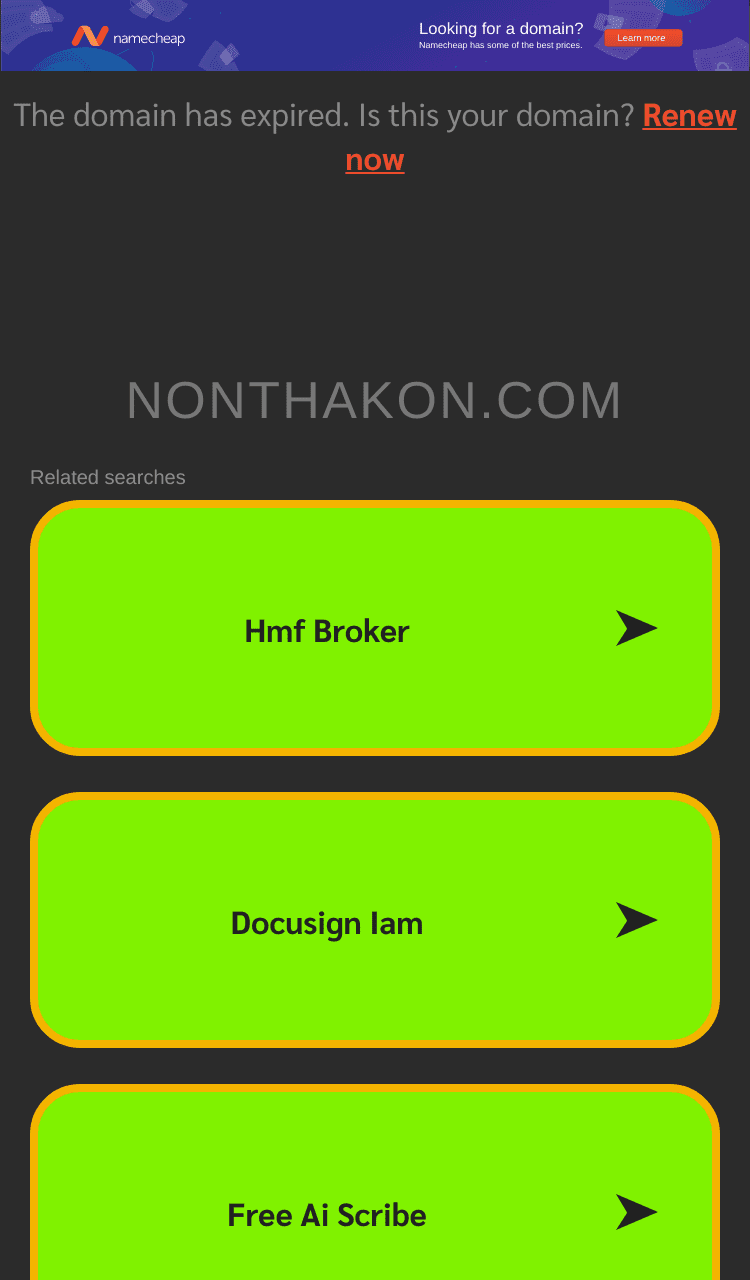 namecheap
Looking for a domain?
Namecheap has some of the best prices.
Learn more
The domain has expired. Is this your domain? Renew
now
NONTHAKON.COM
Related searches
Hmf Broker
Docusign Iam
Free Ai Scribe